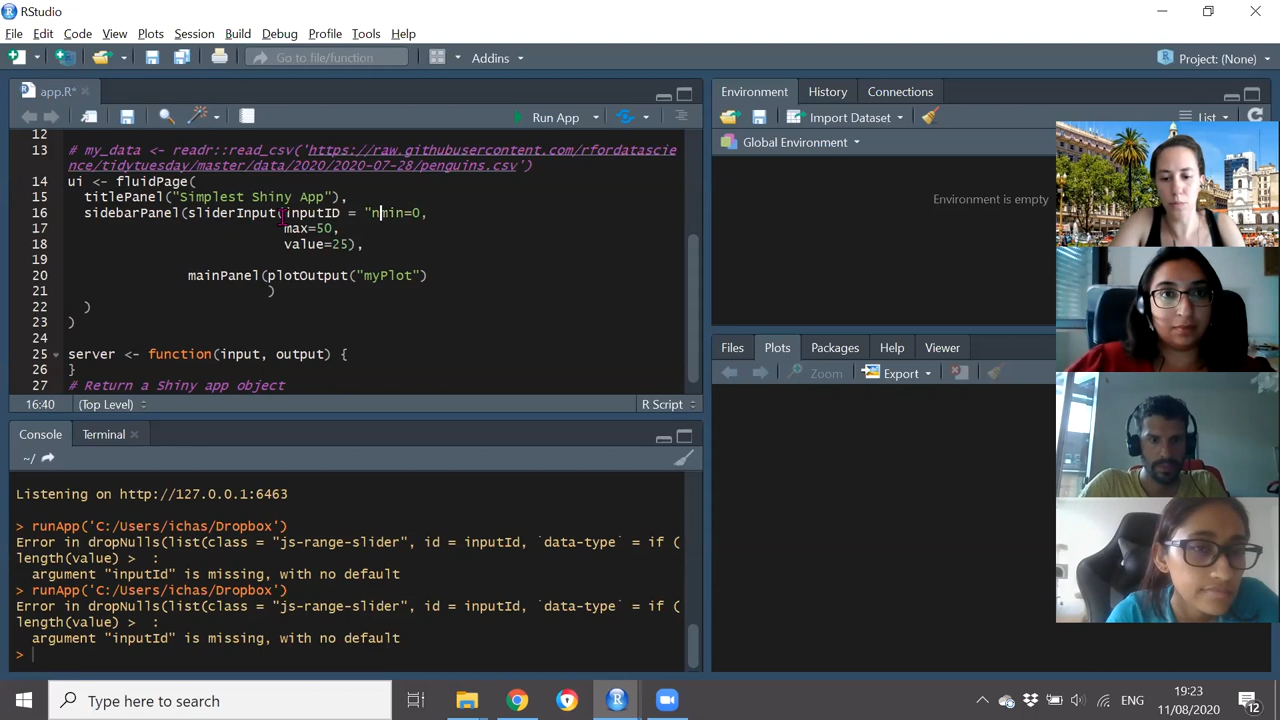 RStudio
File Edit Code View Plots Session Build Debug Profile Tools Help
Go to file/function Addins Project: (None)
app.R* Environment History Connections
Run App Import Dataset List
Global Environment
Environment is empty
12
13 # my_data <- readr::read_csv('https://raw.githubusercontent.com/rfordatascie
nce/tidytuesday/master/data/2020/2020-07-28/penguins.csv')
14 ui <- fluidPage(
15 titlePanel("Simplest Shiny App"),
16 sidebarPanel(sliderInput(inputID = "nmin=0,
17 max=50,
18 value=25),
19
20 mainPanel(plotOutput("myPlot")
21 )
22 )
23 )
24
25 server <- function(input, output) {
26 }
27 # Return a Shiny app object
16:40 (Top Level) R Script
Files Plots Packages Help Viewer
Zoom Export
Console Terminal
~/
Listening on http://127.0.0.1:6463
> runApp('C:/Users/ichas/Dropbox')
Error in dropNulls(list(class = "js-range-slider", id = inputId, `data-type` = if (
length(value) > :
argument "inputId" is missing, with no default
> runApp('C:/Users/ichas/Dropbox')
Error in dropNulls(list(class = "js-range-slider", id = inputId, `data-type` = if (
length(value) > :
argument "inputId" is missing, with no default
>
Type here to search
ENG
19:23
11/08/2020
12